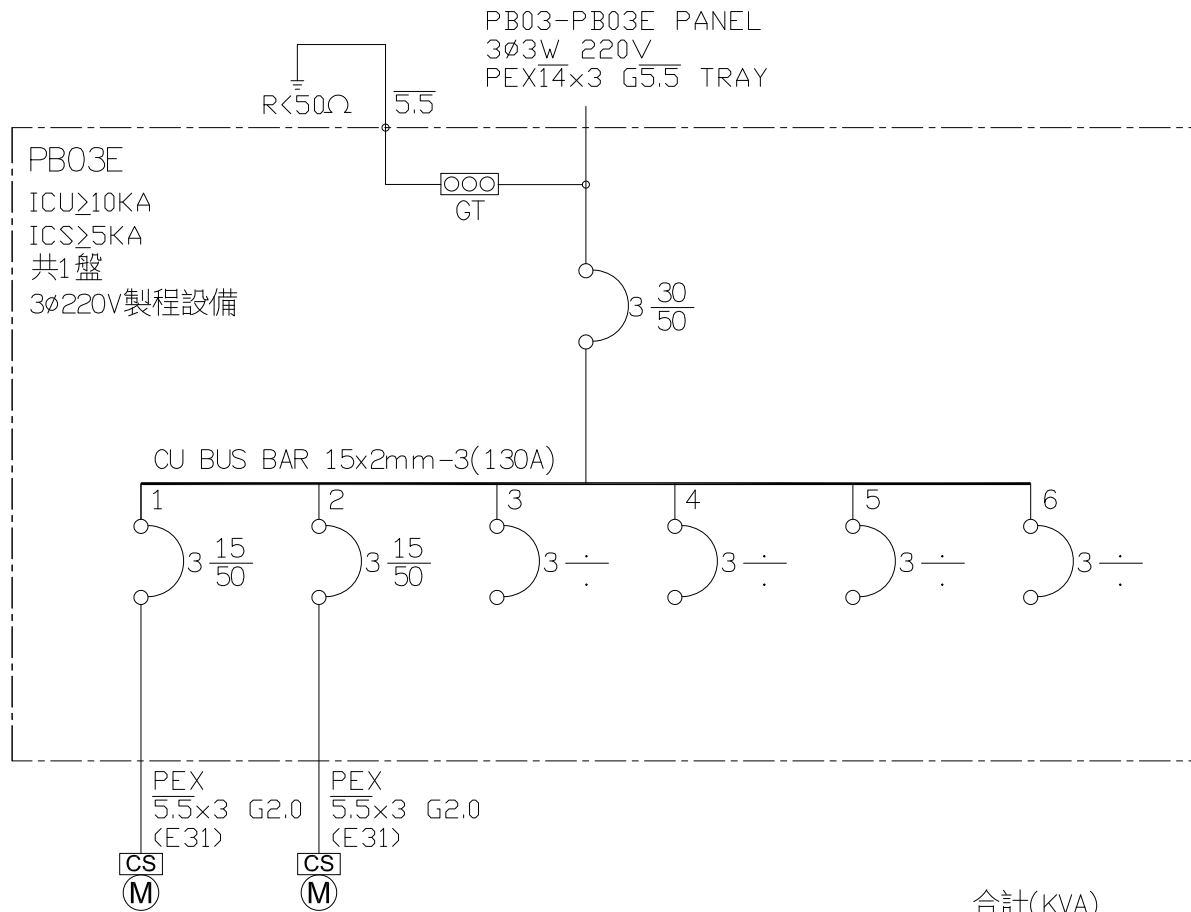 PB03-PB03E PANEL
3ø3W 220V
PEX14x3 G5.5 TRAY
R<50Ω
5.5
PB03E
ICU≥10KA
ICS≥5KA
共1盤
3ø220V製程設備
GT
3 30/50
CU BUS BAR 15x2mm-3(130A)
1 2 3 4 5 6
3 15/50 3 15/50 3 ./. 3 ./. 3 ./. 3 ./.
PEX PEX
5.5x3 G2.0 5.5x3 G2.0
(E31) (E31)
CS CS
M M
合計(KVA)